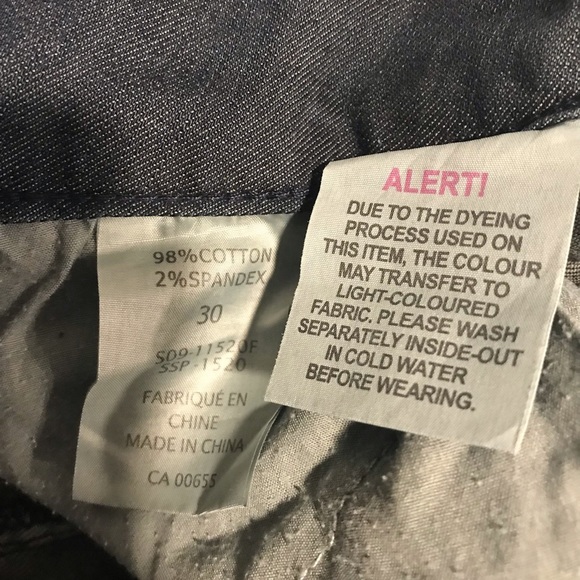 98%COTTON
2%SPANDEX
30
SD9-11520F
SSP-1520
FABRIQUÉ EN
CHINE
MADE IN CHINA
CA 00655
ALERT!
DUE TO THE DYEING
PROCESS USED ON
THIS ITEM, THE COLOUR
MAY TRANSFER TO
LIGHT-COLOURED
FABRIC. PLEASE WASH
SEPARATELY INSIDE-OUT
IN COLD WATER
BEFORE WEARING.